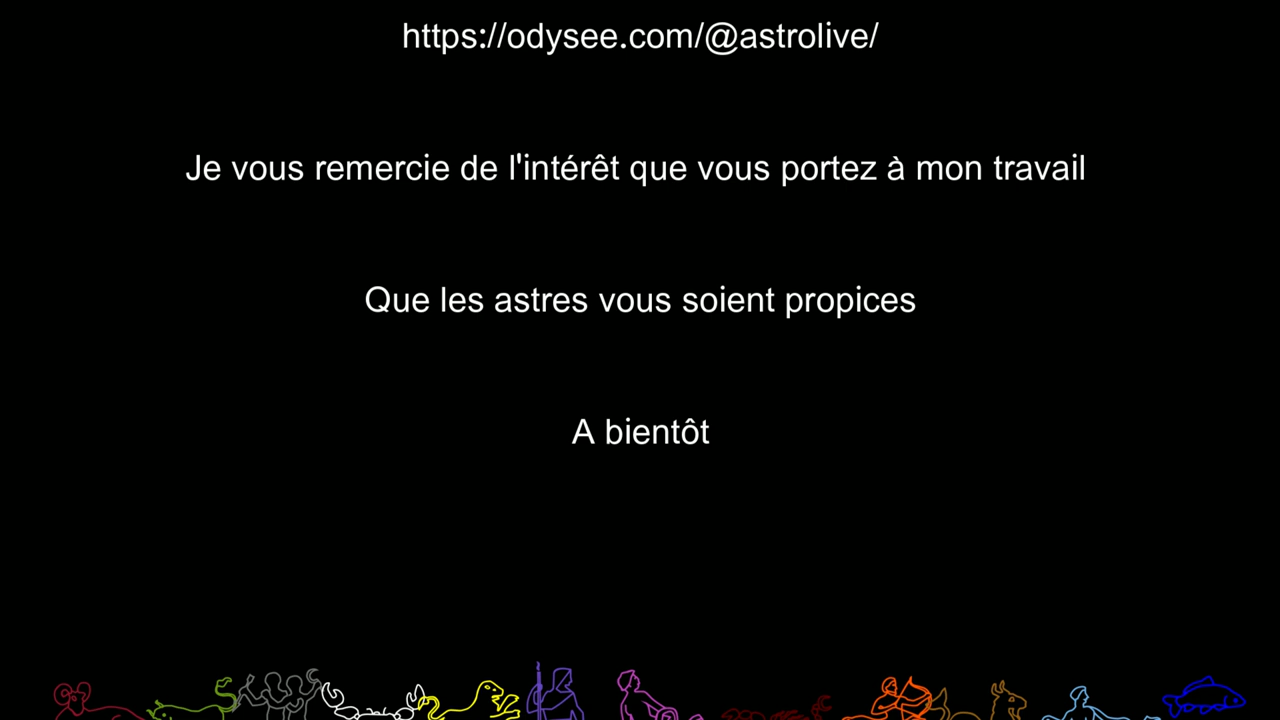 https://odysee.com/@astrolive/
Je vous remercie de l'intérêt que vous portez à mon travail
Que les astres vous soient propices
A bientôt